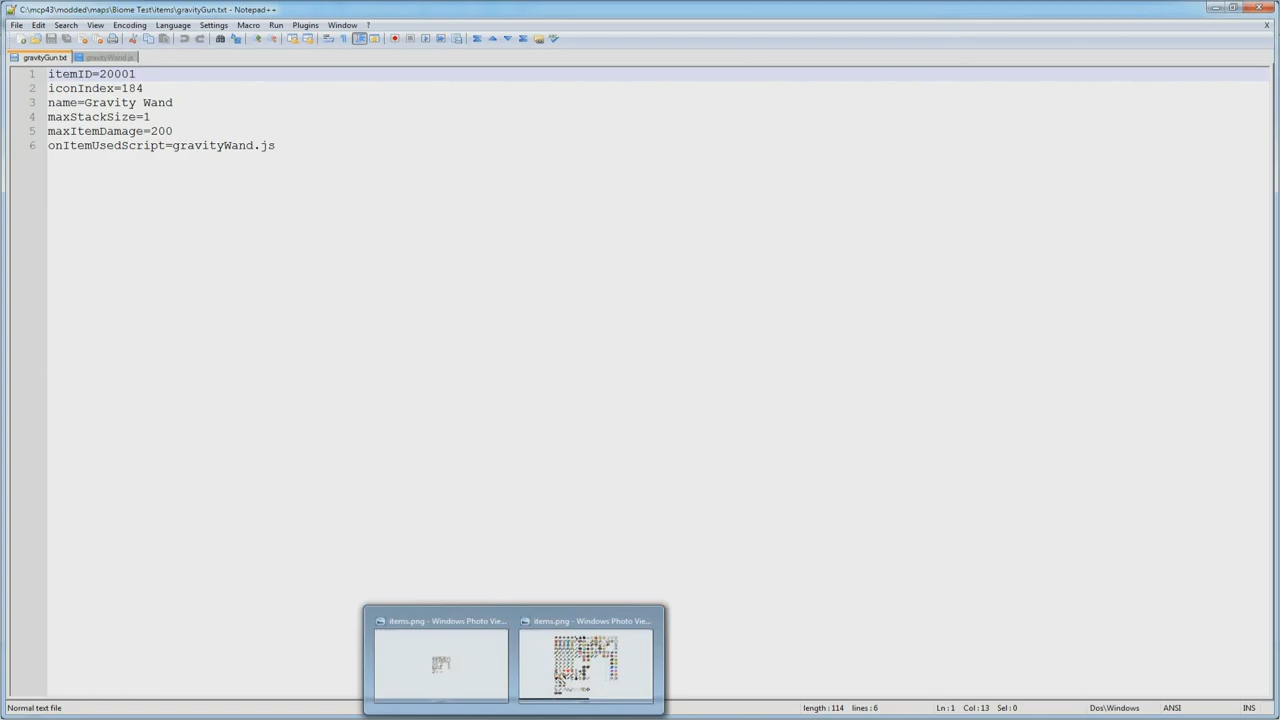 C:\mcp43\modded\maps\Biome Test\items\gravityGun.txt - Notepad++
File Edit Search View Encoding Language Settings Macro Run Plugins Window ? X
gravityGun.txt gravityWand.js
1 itemID=20001
2 iconIndex=184
3 name=Gravity Wand
4 maxStackSize=1
5 maxItemDamage=200
6 onItemUsedScript=gravityWand.js
items.png - Windows Photo Vie... items.png - Windows Photo Vie...
Normal text file length : 114 lines : 6 Ln : 1 Col : 13 Sel : 0 Dos\Windows ANSI INS